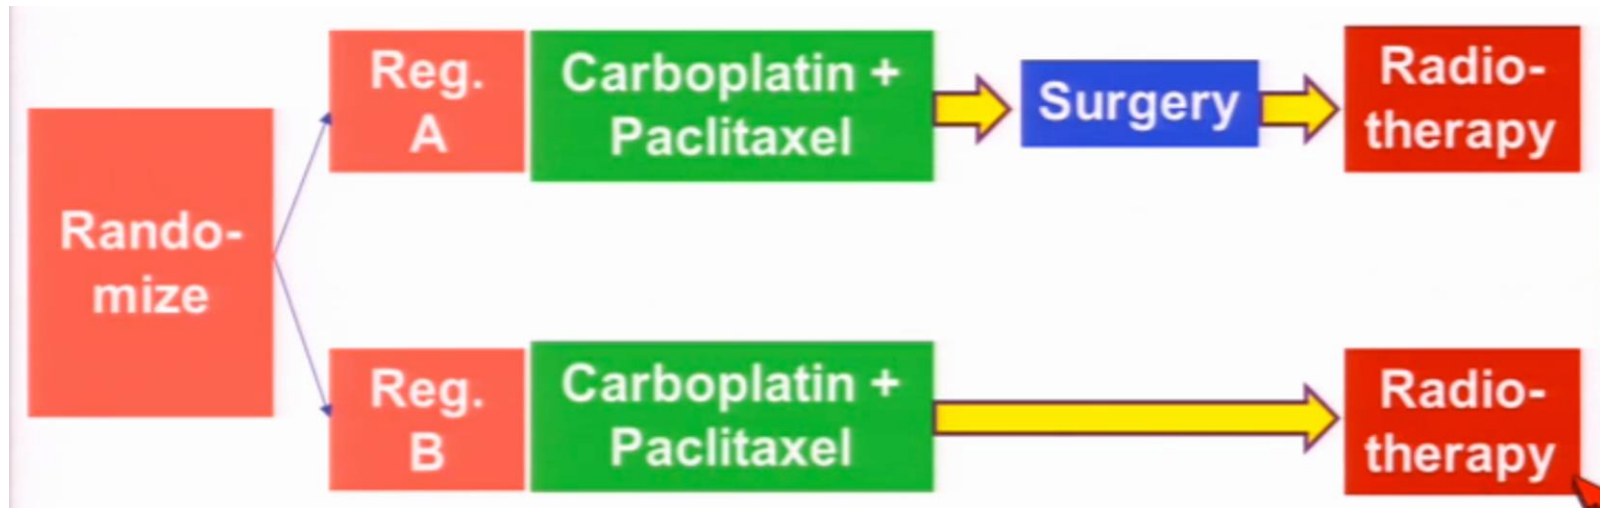 Rando-
mize
Reg.
A
Carboplatin +
Paclitaxel
Surgery
Radio-
therapy
Reg.
B
Carboplatin +
Paclitaxel
Radio-
therapy